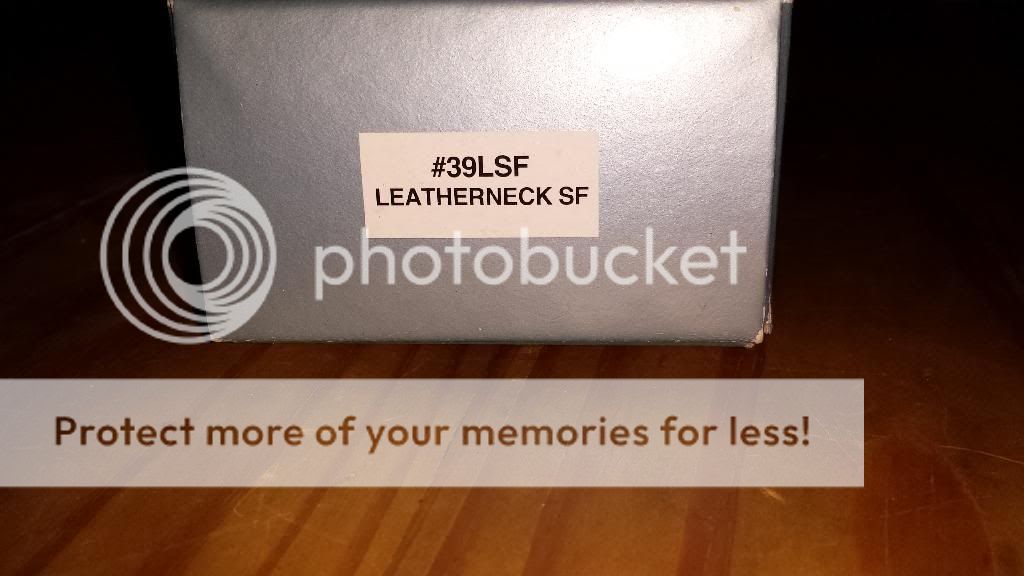 #39LSF
LEATHERNECK SF
photobucket
Protect more of your memories for less!